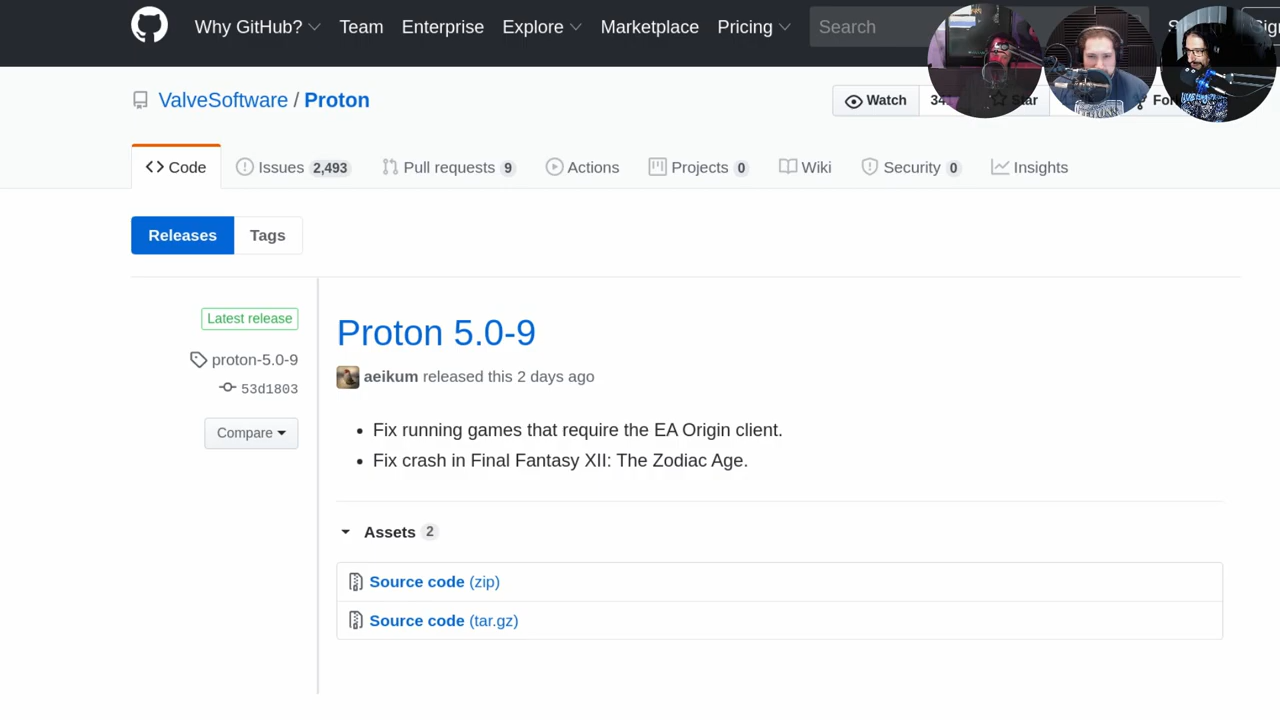 Why GitHub? Team Enterprise Explore Marketplace Pricing Search
ValveSoftware / Proton
Watch 34 Star For
Code Issues 2,493 Pull requests 9 Actions Projects 0 Wiki Security 0 Insights
Releases Tags
Latest release
proton-5.0-9
53d1803
Compare
Proton 5.0-9
aeikum released this 2 days ago
Fix running games that require the EA Origin client.
Fix crash in Final Fantasy XII: The Zodiac Age.
Assets 2
Source code (zip)
Source code (tar.gz)